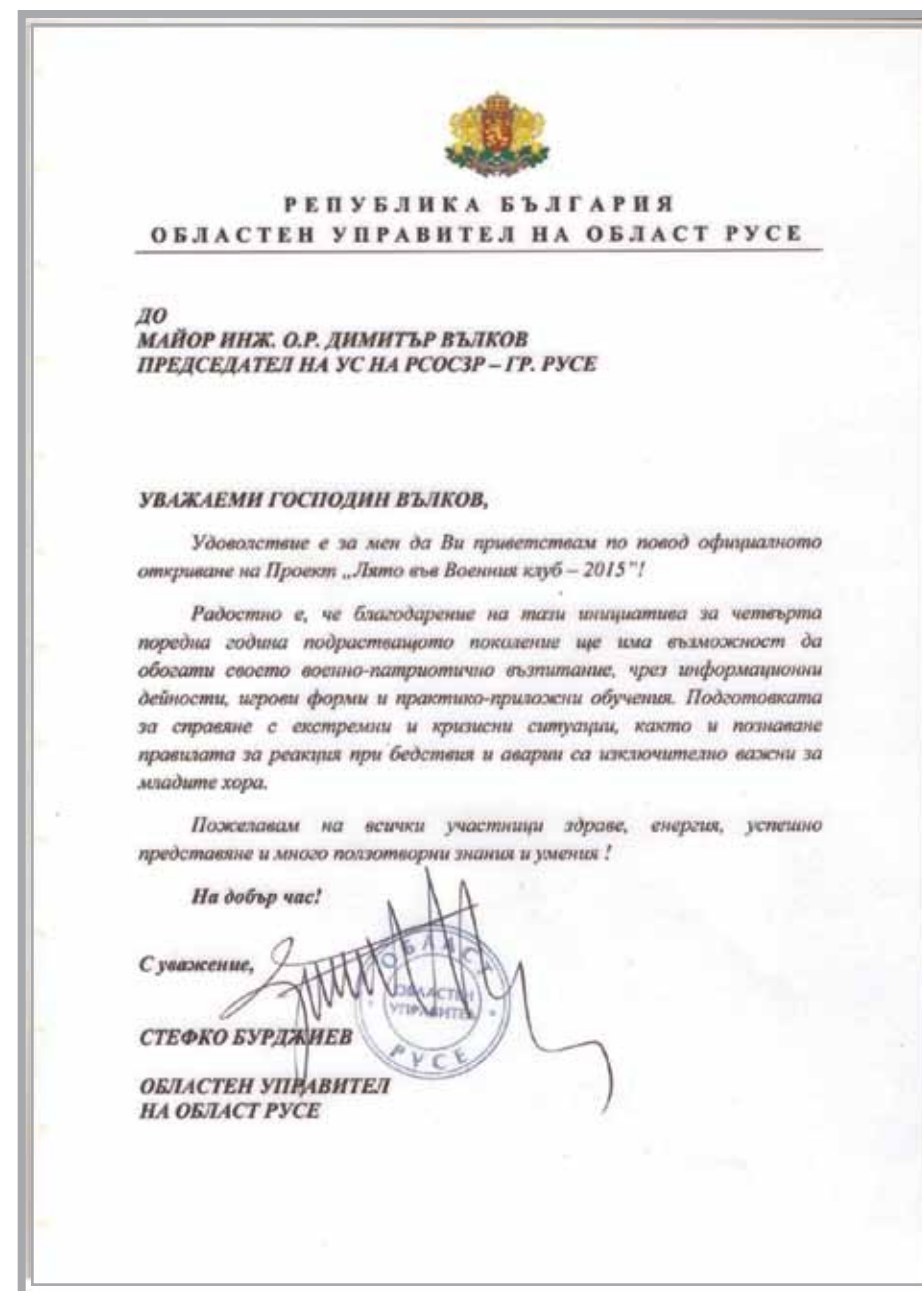 РЕПУБЛИКА БЪЛГАРИЯ
ОБЛАСТЕН УПРАВИТЕЛ НА ОБЛАСТ РУСЕ
ДО
МАЙОР ИНЖ. О.Р. ДИМИТЪР ВЪЛКОВ
ПРЕДСЕДАТЕЛ НА УС НА РСОСЗР – ГР. РУСЕ
УВАЖАЕМИ ГОСПОДИН ВЪЛКОВ,
Удоволствие е за мен да Ви приветствам по повод официалното
откриване на Проект „Лято във Военния клуб – 2015"!
Радостно е, че благодарение на тази инициатива за четвърта
поредна година подрастващото поколение ще има възможност да
обогати своето военно-патриотично възпитание, чрез информационни
дейности, игрови форми и практико-приложни обучения. Подготовката
за справяне с екстремни и кризисни ситуации, както и познаване
правилата за реакция при бедствия и аварии са изключително важни за
младите хора.
Пожелавам на всички участници здраве, енергия, успешно
представяне и много ползотворни знания и умения !
На добър час!
С уважение,
ОБЛАСТ
ОБЛАСТЕН
УПРАВИТЕЛ
РУСЕ
СТЕФКО БУРДЖИЕВ
ОБЛАСТЕН УПРАВИТЕЛ
НА ОБЛАСТ РУСЕ